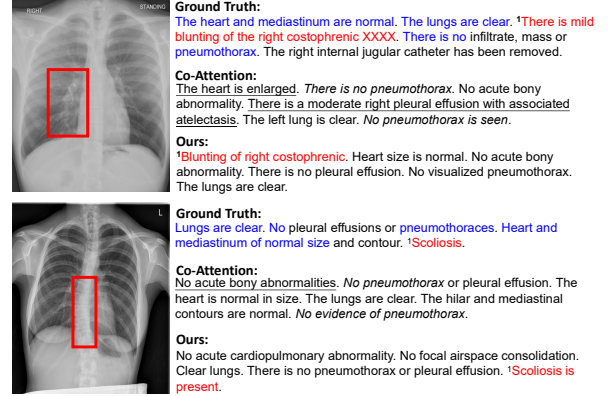 RIGHT
STANDING
Ground Truth:
The heart and mediastinum are normal. The lungs are clear. ¹There is mild
blunting of the right costophrenic XXXX. There is no infiltrate, mass or
pneumothorax. The right internal jugular catheter has been removed.
Co-Attention:
The heart is enlarged. There is no pneumothorax. No acute bony
abnormality. There is a moderate right pleural effusion with associated
atelectasis. The left lung is clear. No pneumothorax is seen.
Ours:
¹Blunting of right costophrenic. Heart size is normal. No acute bony
abnormality. There is no pleural effusion. No visualized pneumothorax.
The lungs are clear.
L
Ground Truth:
Lungs are clear. No pleural effusions or pneumothoraces. Heart and
mediastinum of normal size and contour. ¹Scoliosis.
Co-Attention:
No acute bony abnormalities. No pneumothorax or pleural effusion. The
heart is normal in size. The lungs are clear. The hilar and mediastinal
contours are normal. No evidence of pneumothorax.
Ours:
No acute cardiopulmonary abnormality. No focal airspace consolidation.
Clear lungs. There is no pneumothorax or pleural effusion. ¹Scoliosis is
present.